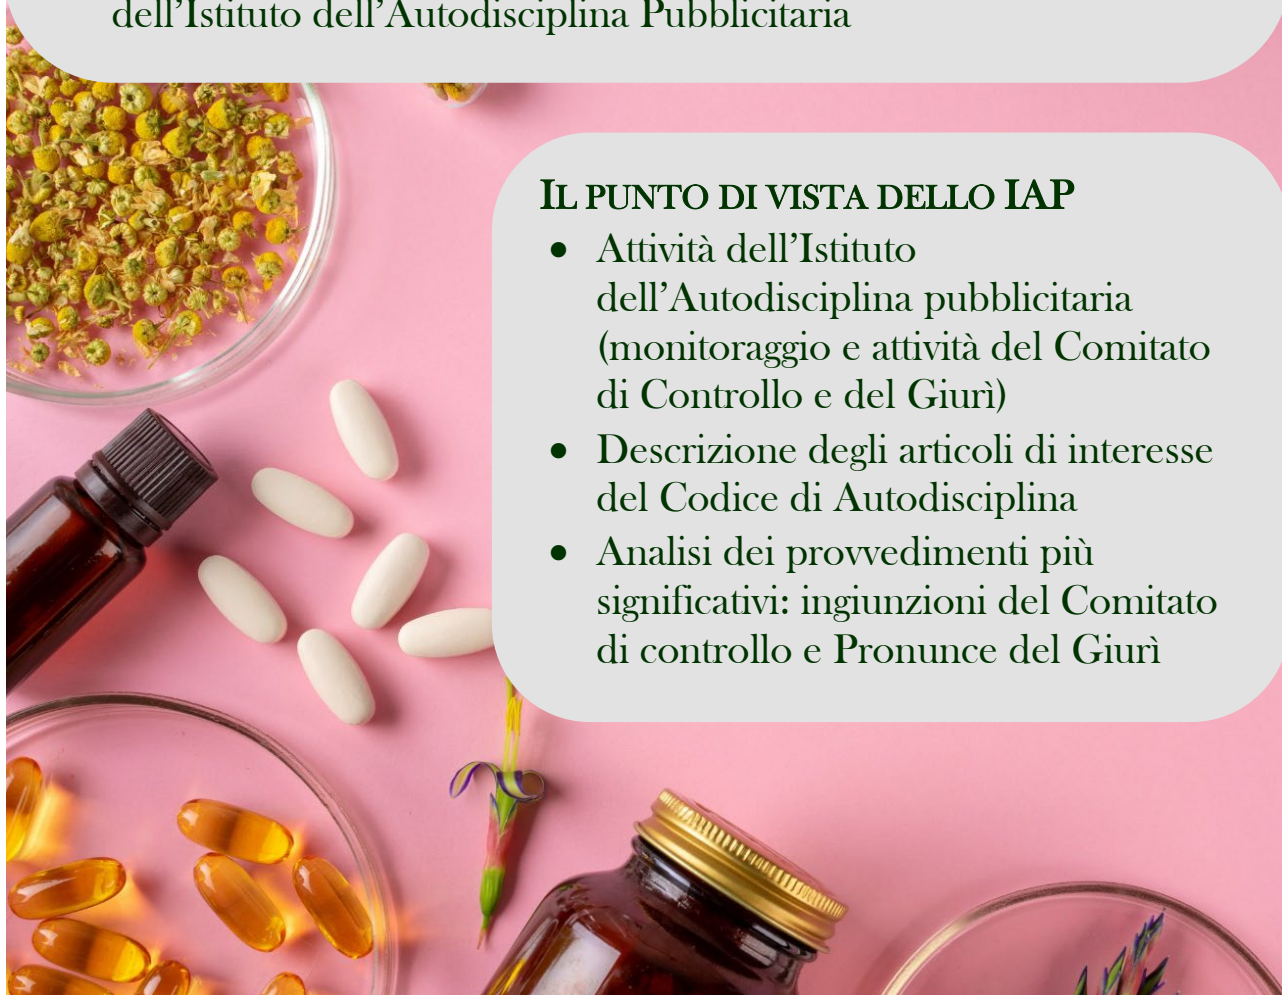 dell’Istituto dell’Autodisciplina Pubblicitaria
IL PUNTO DI VISTA DELLO IAP
• Attività dell’Istituto
dell’Autodisciplina pubblicitaria
(monitoraggio e attività del Comitato
di Controllo e del Giurì)
• Descrizione degli articoli di interesse
del Codice di Autodisciplina
• Analisi dei provvedimenti più
significativi: ingiunzioni del Comitato
di controllo e Pronunce del Giurì